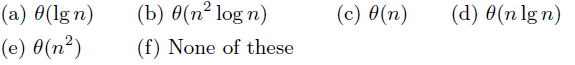 (a) θ(lg n) (b) θ(n² log n) (c) θ(n) (d) θ(n lg n)
(e) θ(n²) (f) None of these